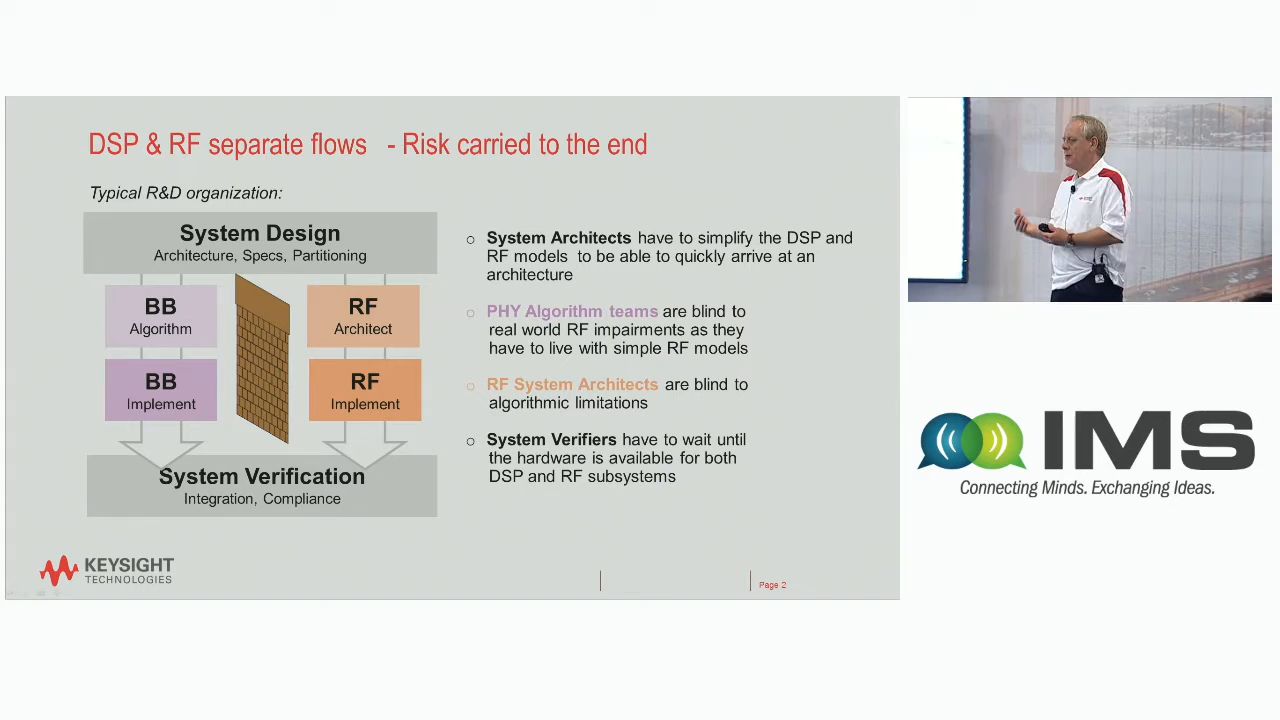 DSP & RF separate flows - Risk carried to the end
Typical R&D organization:
System Design
Architecture, Specs, Partitioning
BB
Algorithm
RF
Architect
BB
Implement
RF
Implement
System Verification
Integration, Compliance
○ System Architects have to simplify the DSP and
RF models to be able to quickly arrive at an
architecture
○ PHY Algorithm teams are blind to
real world RF impairments as they
have to live with simple RF models
○ RF System Architects are blind to
algorithmic limitations
○ System Verifiers have to wait until
the hardware is available for both
DSP and RF subsystems
KEYSIGHT
TECHNOLOGIES
Page 2
IMS
Connecting Minds. Exchanging Ideas.